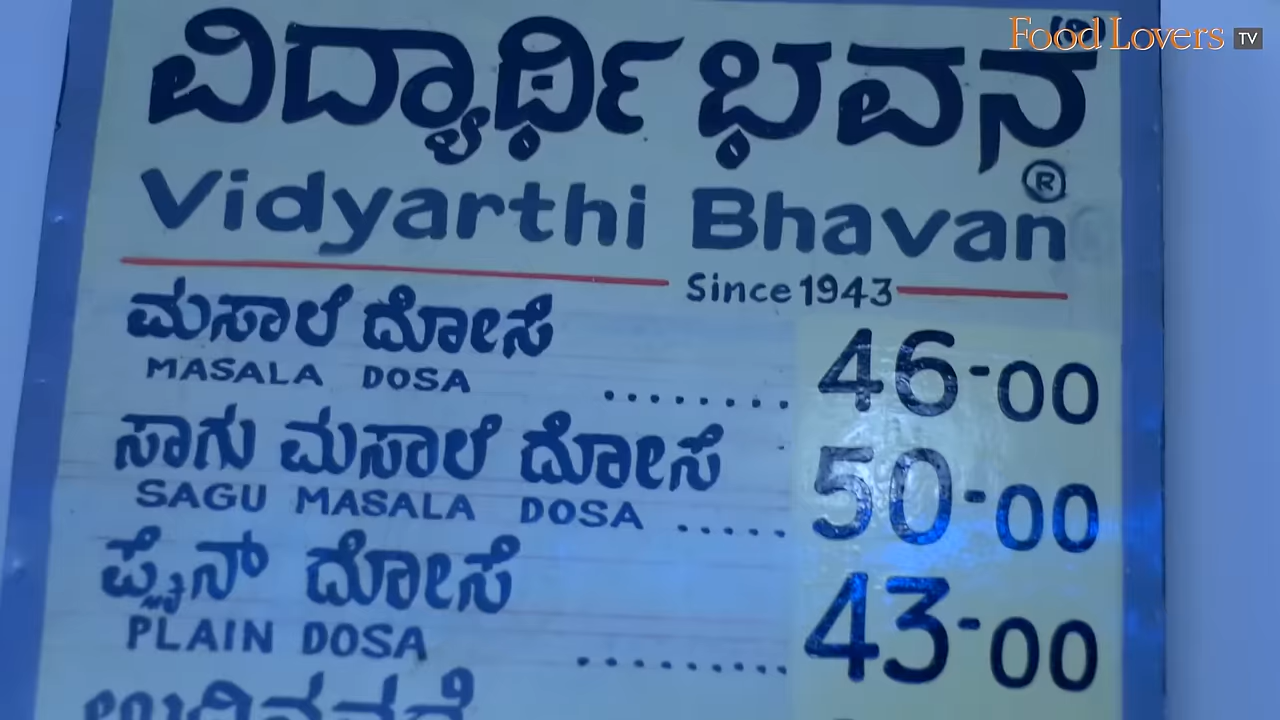 Food Lovers TV
ವಿದ್ಯಾರ್ಥಿ ಭವನ
®
Vidyarthi Bhavan
Since 1943
ಮಸಾಲೆ ದೋಸೆ
MASALA DOSA ........ 46-00
ಸಾಗು ಮಸಾಲೆ ದೋಸೆ
SAGU MASALA DOSA ..... 50-00
ಪ್ಲೈನ್ ದೋಸೆ
PLAIN DOSA ......... 43-00